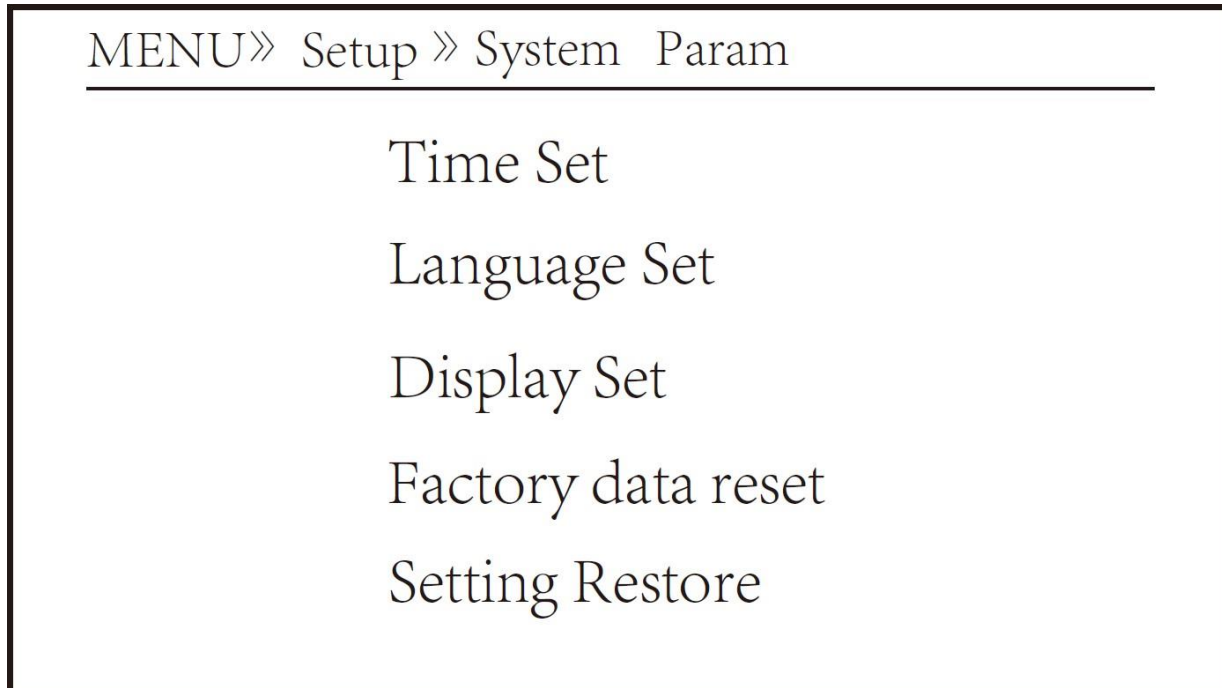 MENU» Setup » System Param
Time Set
Language Set
Display Set
Factory data reset
Setting Restore